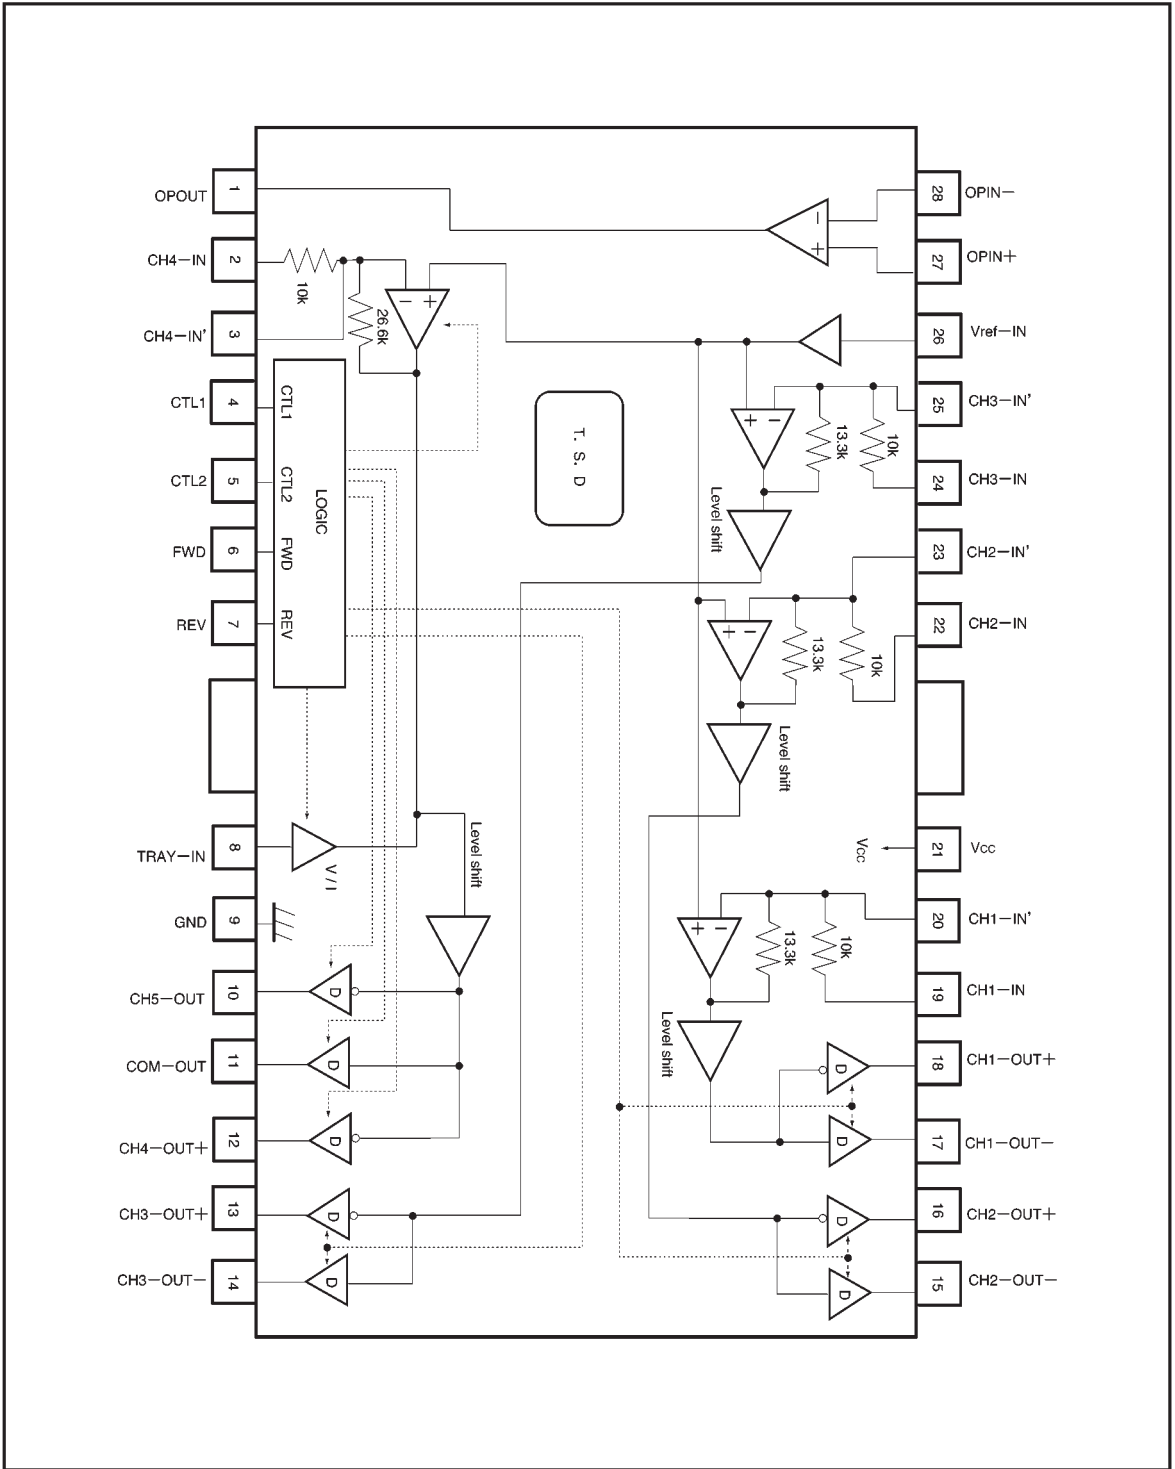 OPOUT
1
CH4-IN
2
CH4-IN'
3
CTL1
4
CTL2
5
FWD
6
REV
7
TRAY-IN
8
GND
9
CH5-OUT
10
COM-OUT
11
CH4-OUT+
12
CH3-OUT+
13
CH3-OUT-
14
10k
26.6k
- +
CTL1
CTL2
FWD
REV
LOGIC
V / I
Level shift
D
D
D
D
D
T. S. D
-
+
+ -
13.3k
10k
Level shift
+ -
13.3k
10k
Level shift
Vcc
+ -
13.3k
10k
Level shift
D
D
D
D
28
OPIN-
27
OPIN+
26
Vref-IN
25
CH3-IN'
24
CH3-IN
23
CH2-IN'
22
CH2-IN
21
Vcc
20
CH1-IN'
19
CH1-IN
18
CH1-OUT+
17
CH1-OUT-
16
CH2-OUT+
15
CH2-OUT-